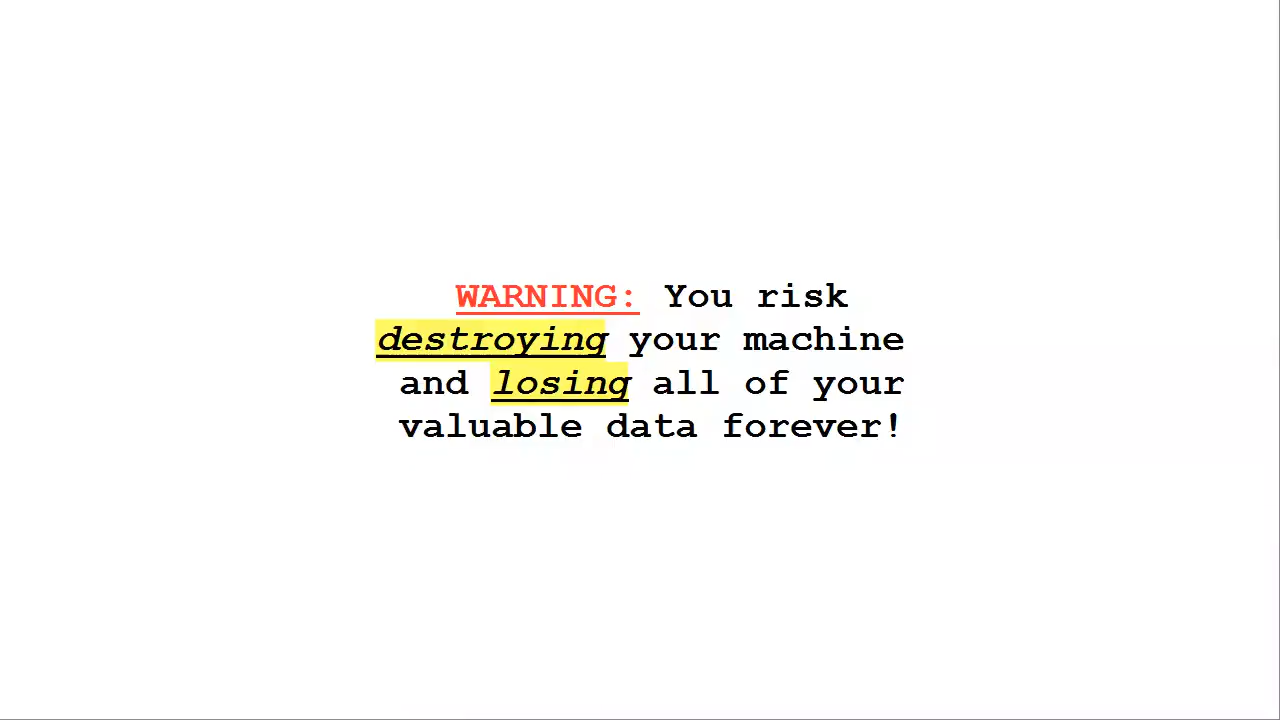 WARNING: You risk
destroying your machine
and losing all of your
valuable data forever!